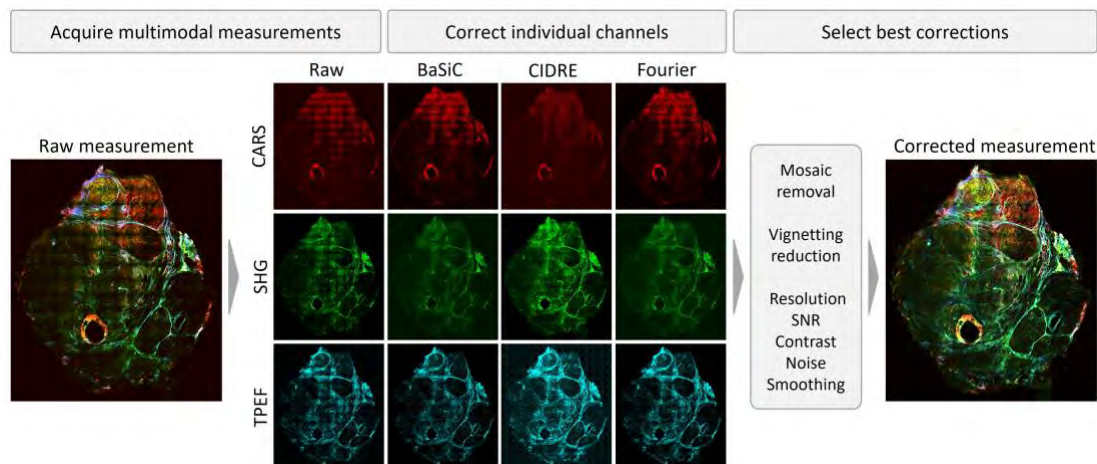 Acquire multimodal measurements
Correct individual channels
Select best corrections
Raw
BaSiC
CIDRE
Fourier
Raw measurement
CARS
SHG
TPEF
Mosaic
removal
Vignetting
reduction
Resolution
SNR
Contrast
Noise
Smoothing
Corrected measurement